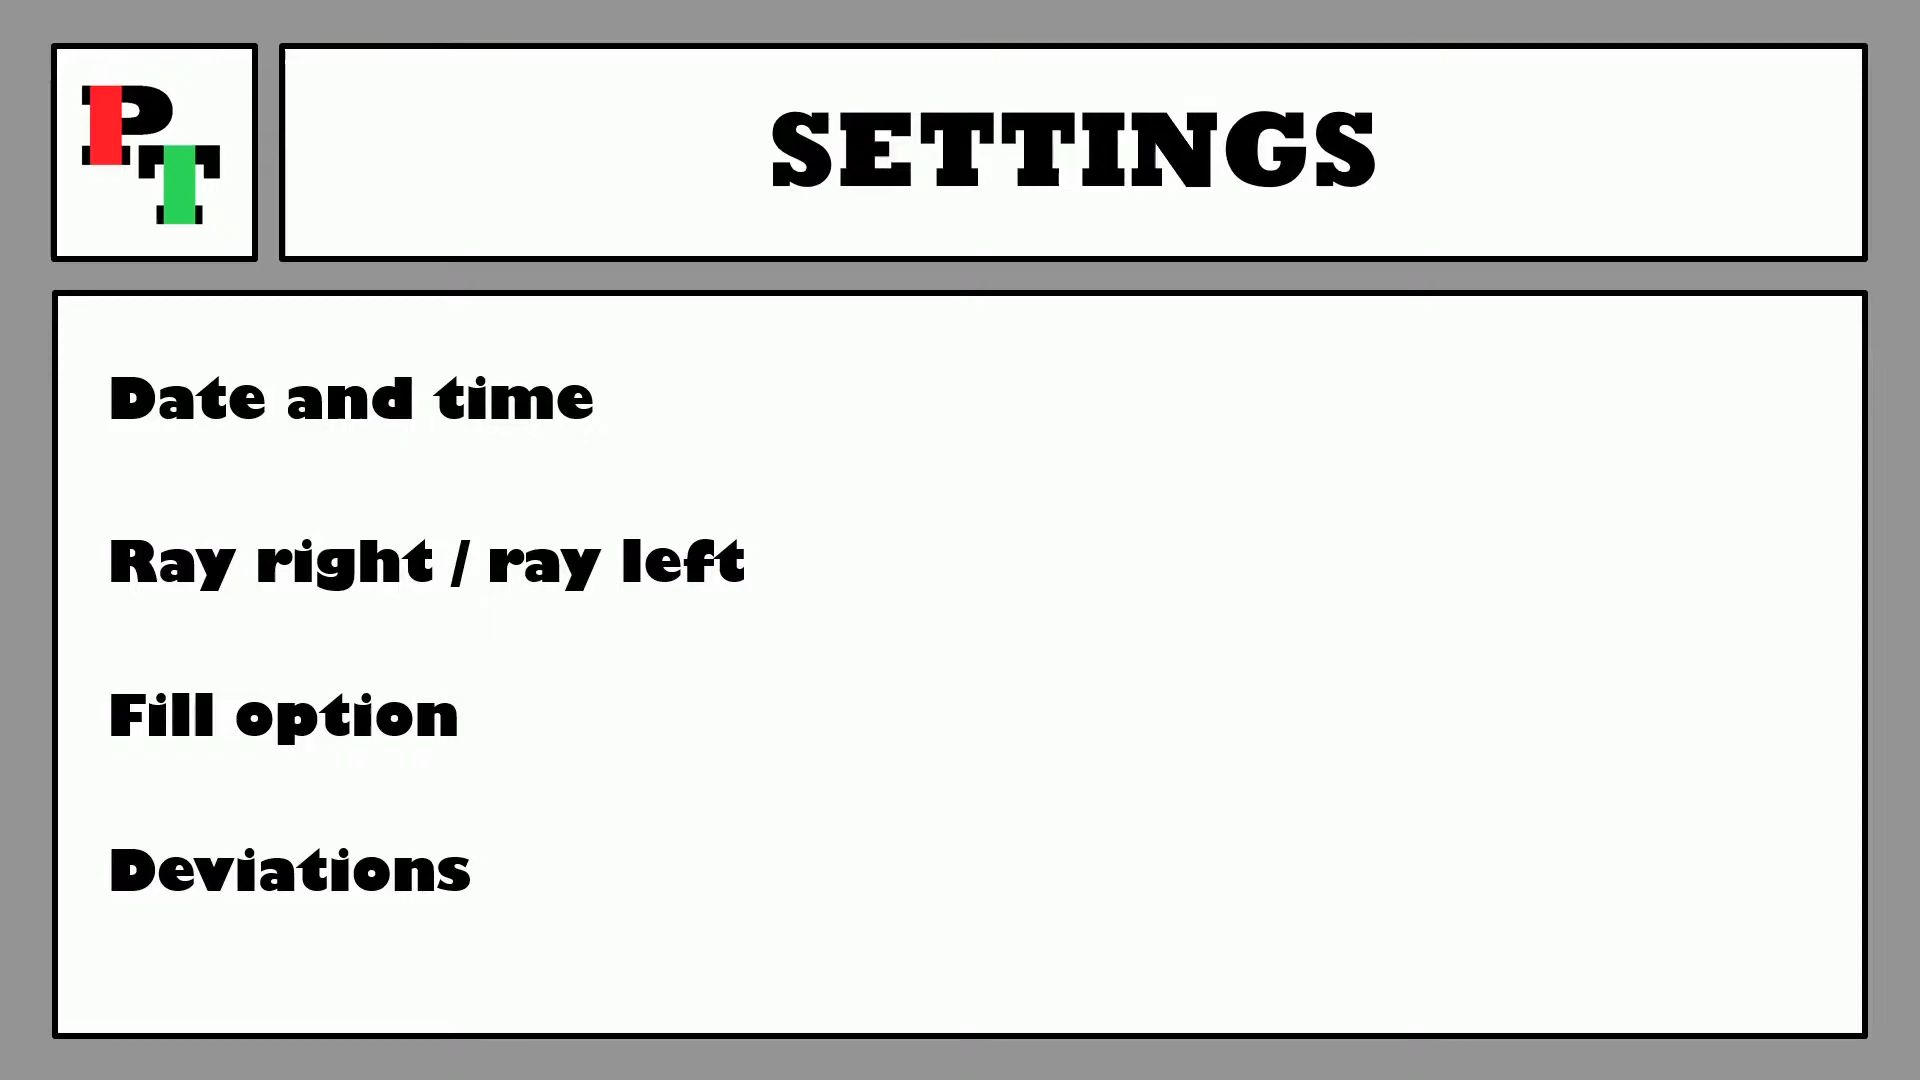 PT
SETTINGS
Date and time
Ray right / ray left
Fill option
Deviations